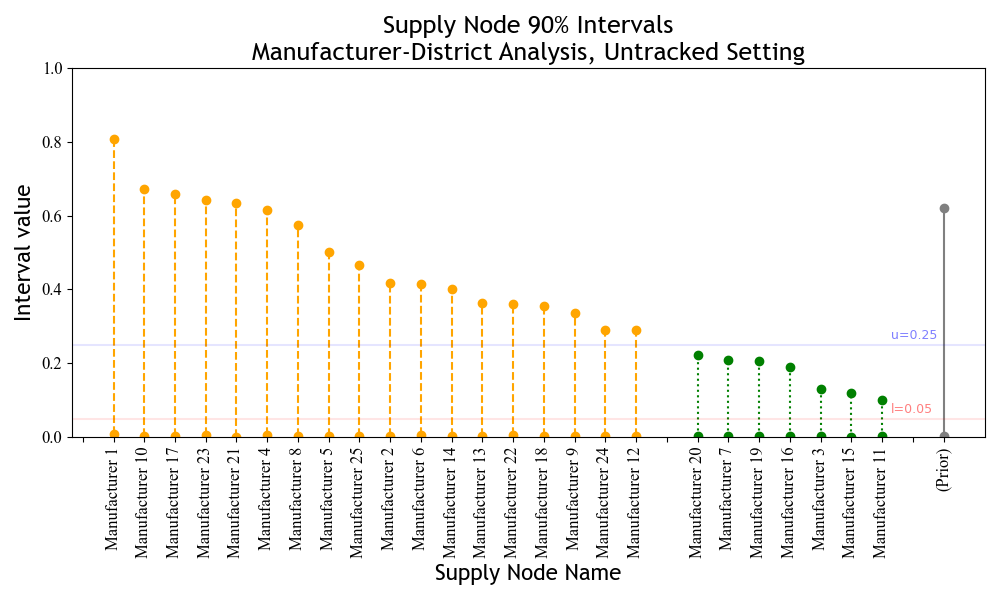 Supply Node 90% Intervals
Manufacturer-District Analysis, Untracked Setting
Interval value
1.0
0.8
0.6
0.4
0.2
0.0
u=0.25
l=0.05
Manufacturer 1
Manufacturer 10
Manufacturer 17
Manufacturer 23
Manufacturer 21
Manufacturer 4
Manufacturer 8
Manufacturer 5
Manufacturer 25
Manufacturer 2
Manufacturer 6
Manufacturer 14
Manufacturer 13
Manufacturer 22
Manufacturer 18
Manufacturer 9
Manufacturer 24
Manufacturer 12
Manufacturer 20
Manufacturer 7
Manufacturer 19
Manufacturer 16
Manufacturer 3
Manufacturer 15
Manufacturer 11
(Prior)
Supply Node Name